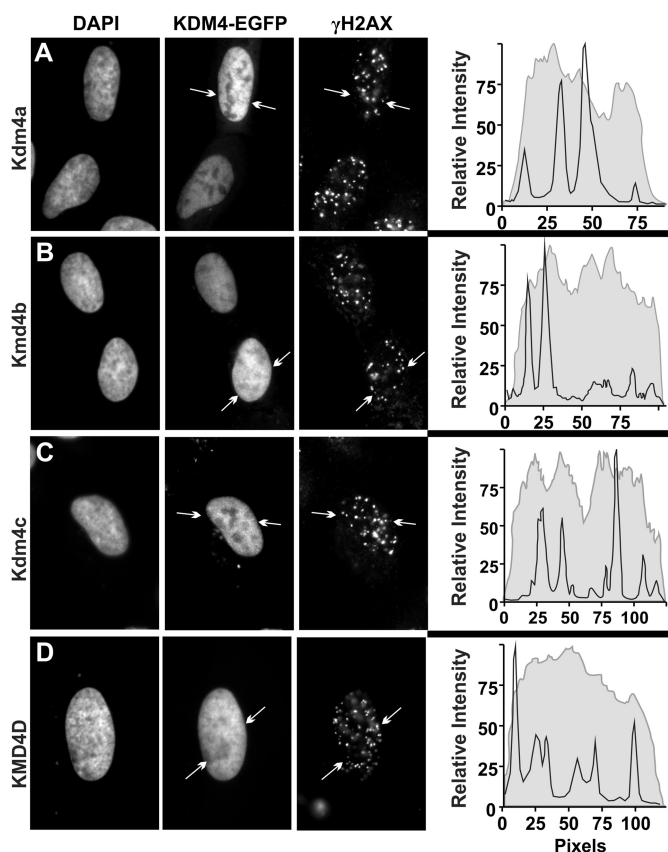 DAPI KDM4-EGFP γH2AX
A
Kdm4a
Relative Intensity
75
50
25
0
0 25 50 75
B
Kmd4b
Relative Intensity
75
50
25
0
0 25 50 75
C
Kdm4c
Relative Intensity
75
50
25
0
0 25 50 75 100
D
KMD4D
Relative Intensity
75
50
25
0
0 25 50 75 100
Pixels